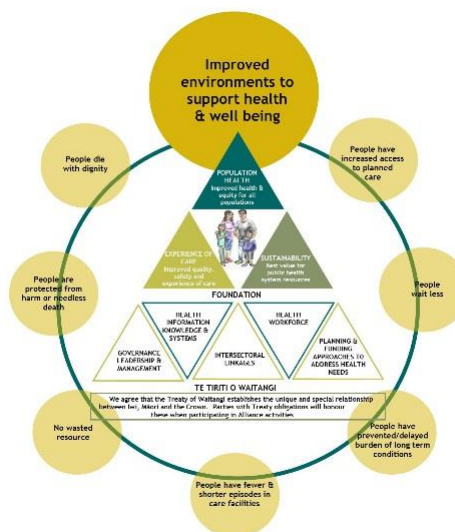 Improved
environments to
support health
& well being
People die
with dignity
People have
increased access
to planned
care
POPULATION
HEALTH
Improved health &
equity for all
populations
EXPERIENCE OF
CARE
Improved quality,
safety and
experience of care
SUSTAINABILITY
Best value for
public health
system resources
People are
protected from
harm or needless
death
People
wait less
FOUNDATION
HEALTH
INFORMATION
KNOWLEDGE &
SYSTEMS
HEALTH
WORKFORCE
GOVERNANCE
LEADERSHIP &
MANAGEMENT
INTERSECTORAL
LINKAGES
PLANNING &
FUNDING
APPROACHES TO
ADDRESS HEALTH
NEEDS
TE TIRITI O WAITANGI
We agree that the Treaty of Waitangi establishes the unique and special relationship
between Iwi, Māori and the Crown. Parties with Treaty obligations will honour
these when participating in Alliance activities
No wasted
resource
People have
prevented/delayed
burden of long term
conditions
People have fewer &
shorter episodes in
care facilities